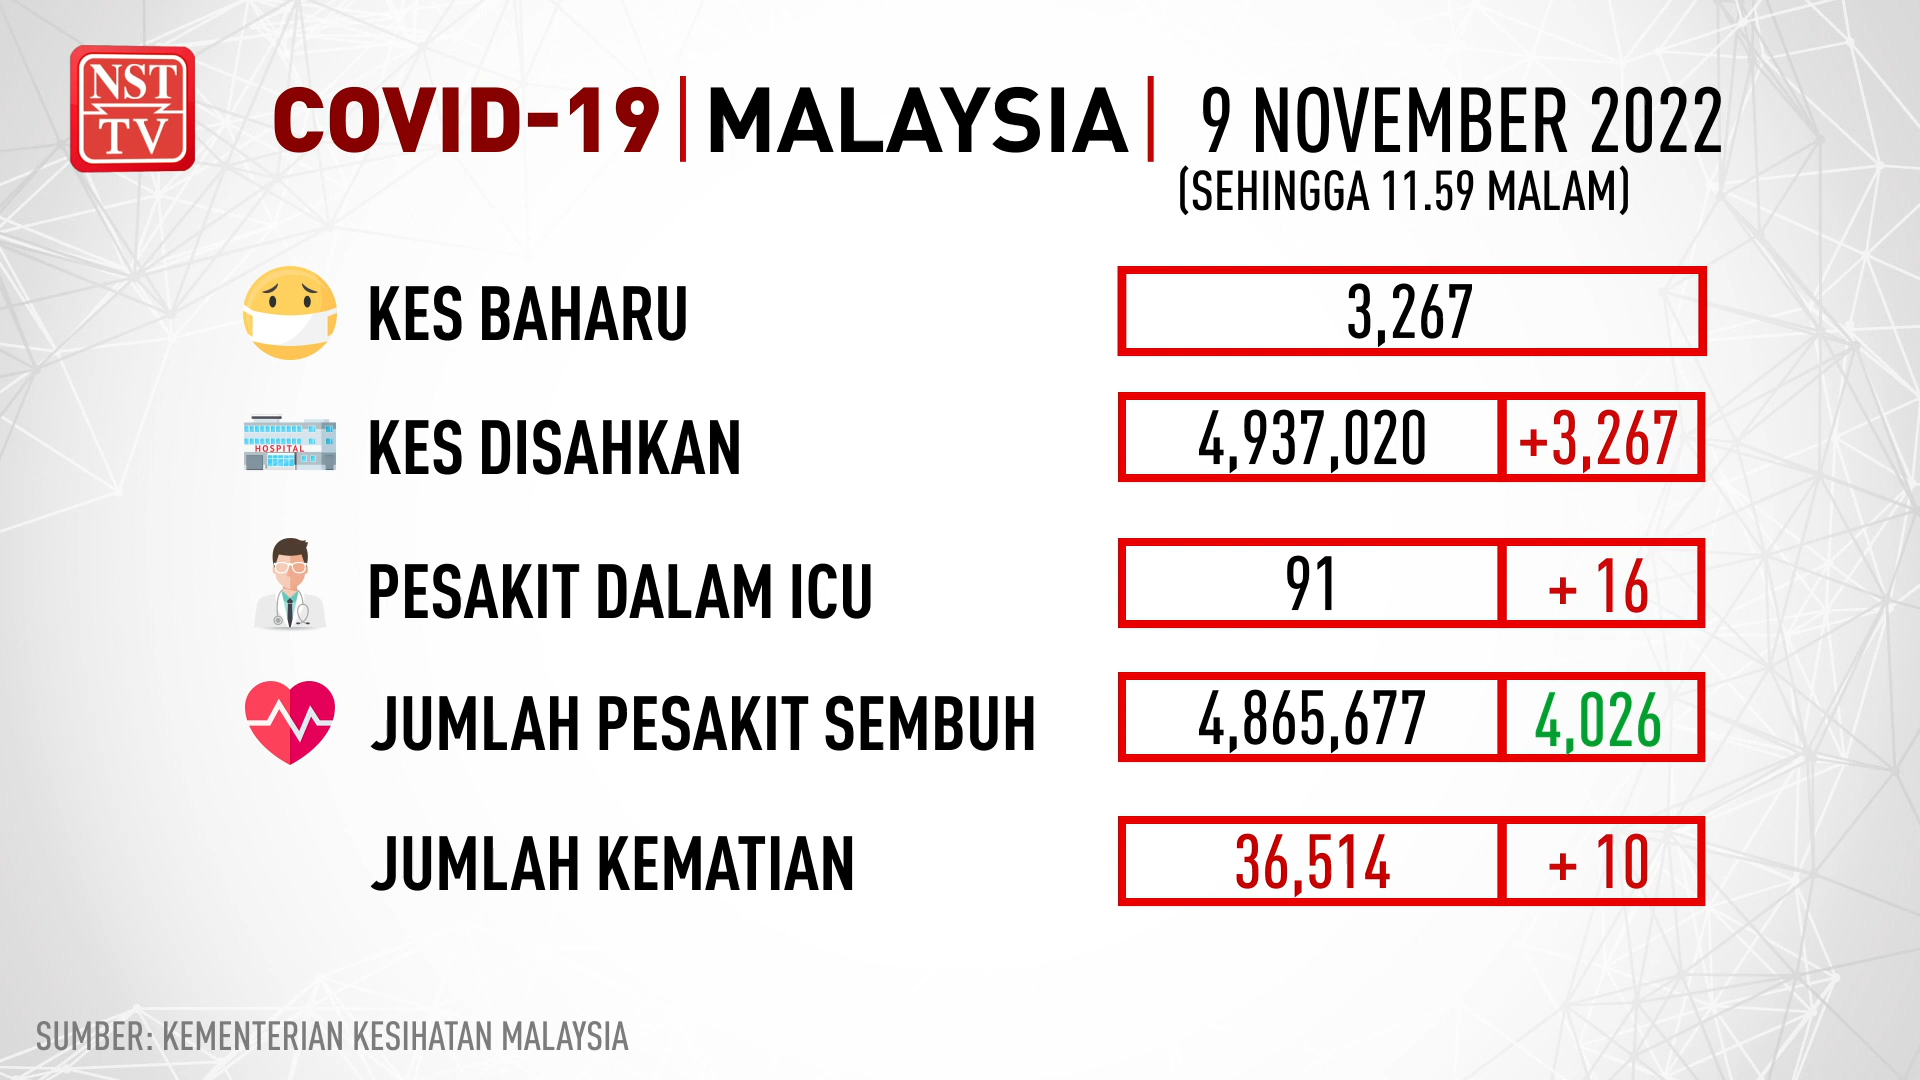 NST
TV
COVID-19 | MALAYSIA | 9 NOVEMBER 2022
(SEHINGGA 11.59 MALAM)
KES BAHARU 3,267
HOSPITAL
KES DISAHKAN 4,937,020 +3,267
PESAKIT DALAM ICU 91 + 16
JUMLAH PESAKIT SEMBUH 4,865,677 4,026
JUMLAH KEMATIAN 36,514 + 10
SUMBER: KEMENTERIAN KESIHATAN MALAYSIA